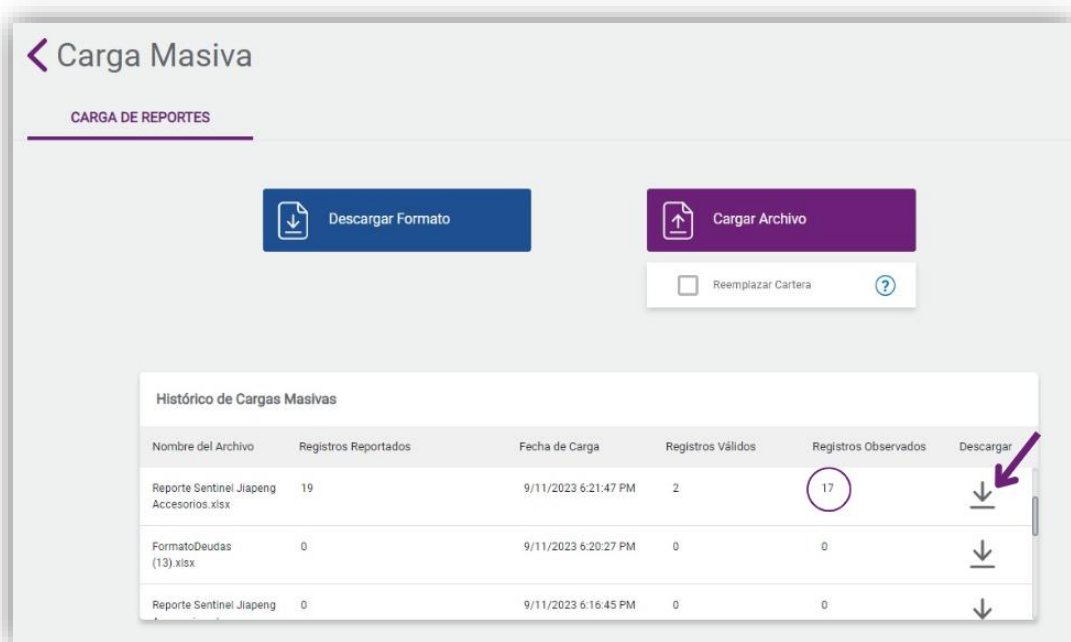 Carga Masiva
CARGA DE REPORTES
Descargar Formato
Cargar Archivo
Reemplazar Cartera ?
Histórico de Cargas Masivas
Nombre del Archivo Registros Reportados Fecha de Carga Registros Válidos Registros Observados Descargar
Reporte Sentinel Jiapeng 19 9/11/2023 6:21:47 PM 2 17
Accesorios.xlsx
FormatoDeudas 0 9/11/2023 6:20:27 PM 0 0
(13).xlsx
Reporte Sentinel Jiapeng 0 9/11/2023 6:16:45 PM 0 0